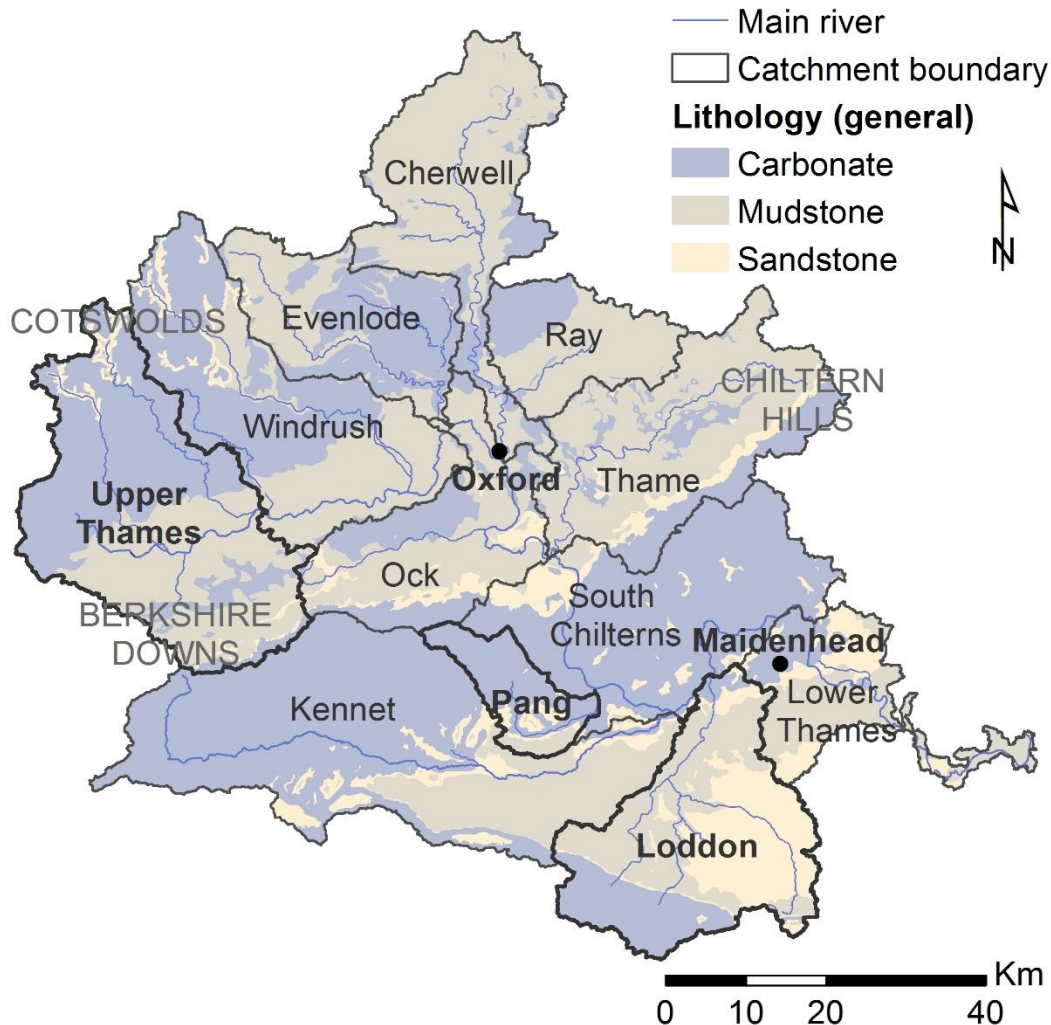 Main river
Catchment boundary
Lithology (general)
Carbonate
Mudstone
Sandstone
N
Cherwell
COTSWOLDS
Evenlode
Ray
CHILTERN
HILLS
Windrush
Oxford
Thame
Upper
Thames
Ock
BERKSHIRE
DOWNS
South
Chilterns
Maidenhead
Kennet
Pang
Lower
Thames
Loddon
Km
0 10 20 40